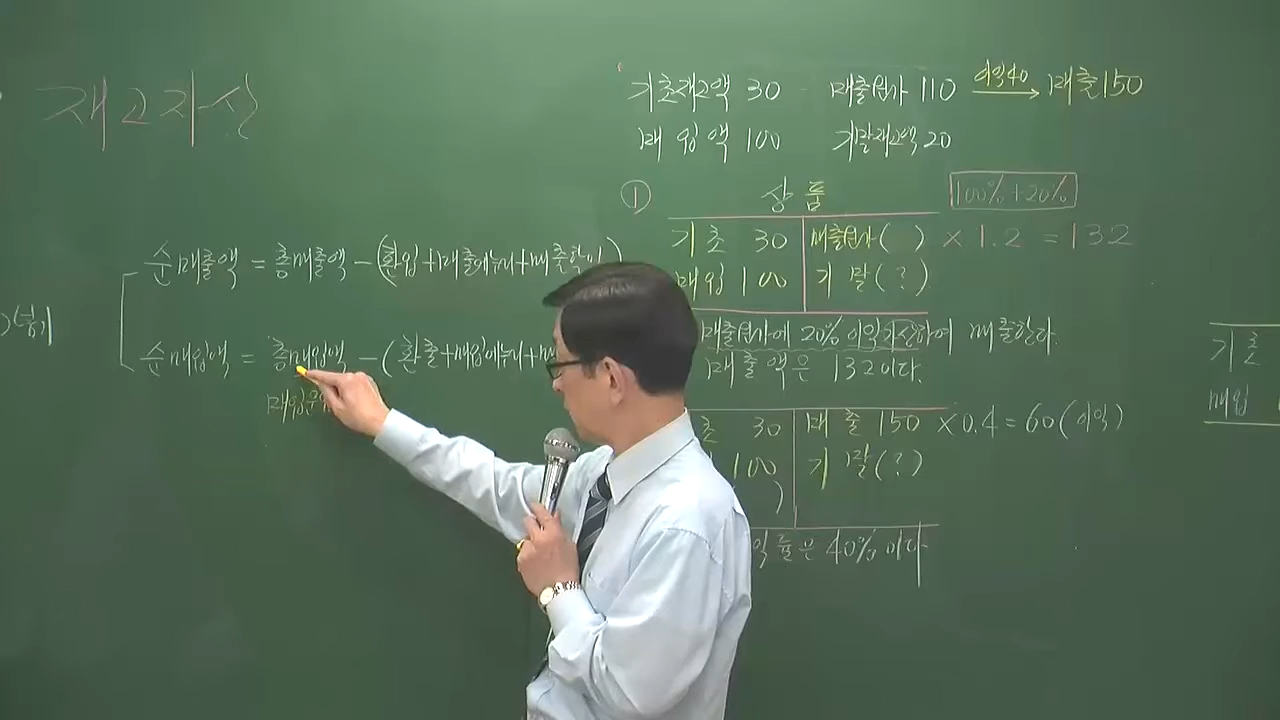 재고자산
순매출액 = 총매출액 - (환입+매출에누리+매출할인)
순매입액 = 총매입액 - (환출+매입에누리+매
매입운
기초재고액 30 매출원가 110 이익40 매출150
매입액 100 기말재고액 20
① 상품 100%+20%
기초 30 매출원가( ) × 1.2 = 132
매입 100 기말(?)
매출원가에 20% 이익가산하여 매출한다.
매출액은 132이다.
초 30 매출 150 × 0.4 = 60(이익)
100 기말(?)
)
익률은 40%이다
기초
매입